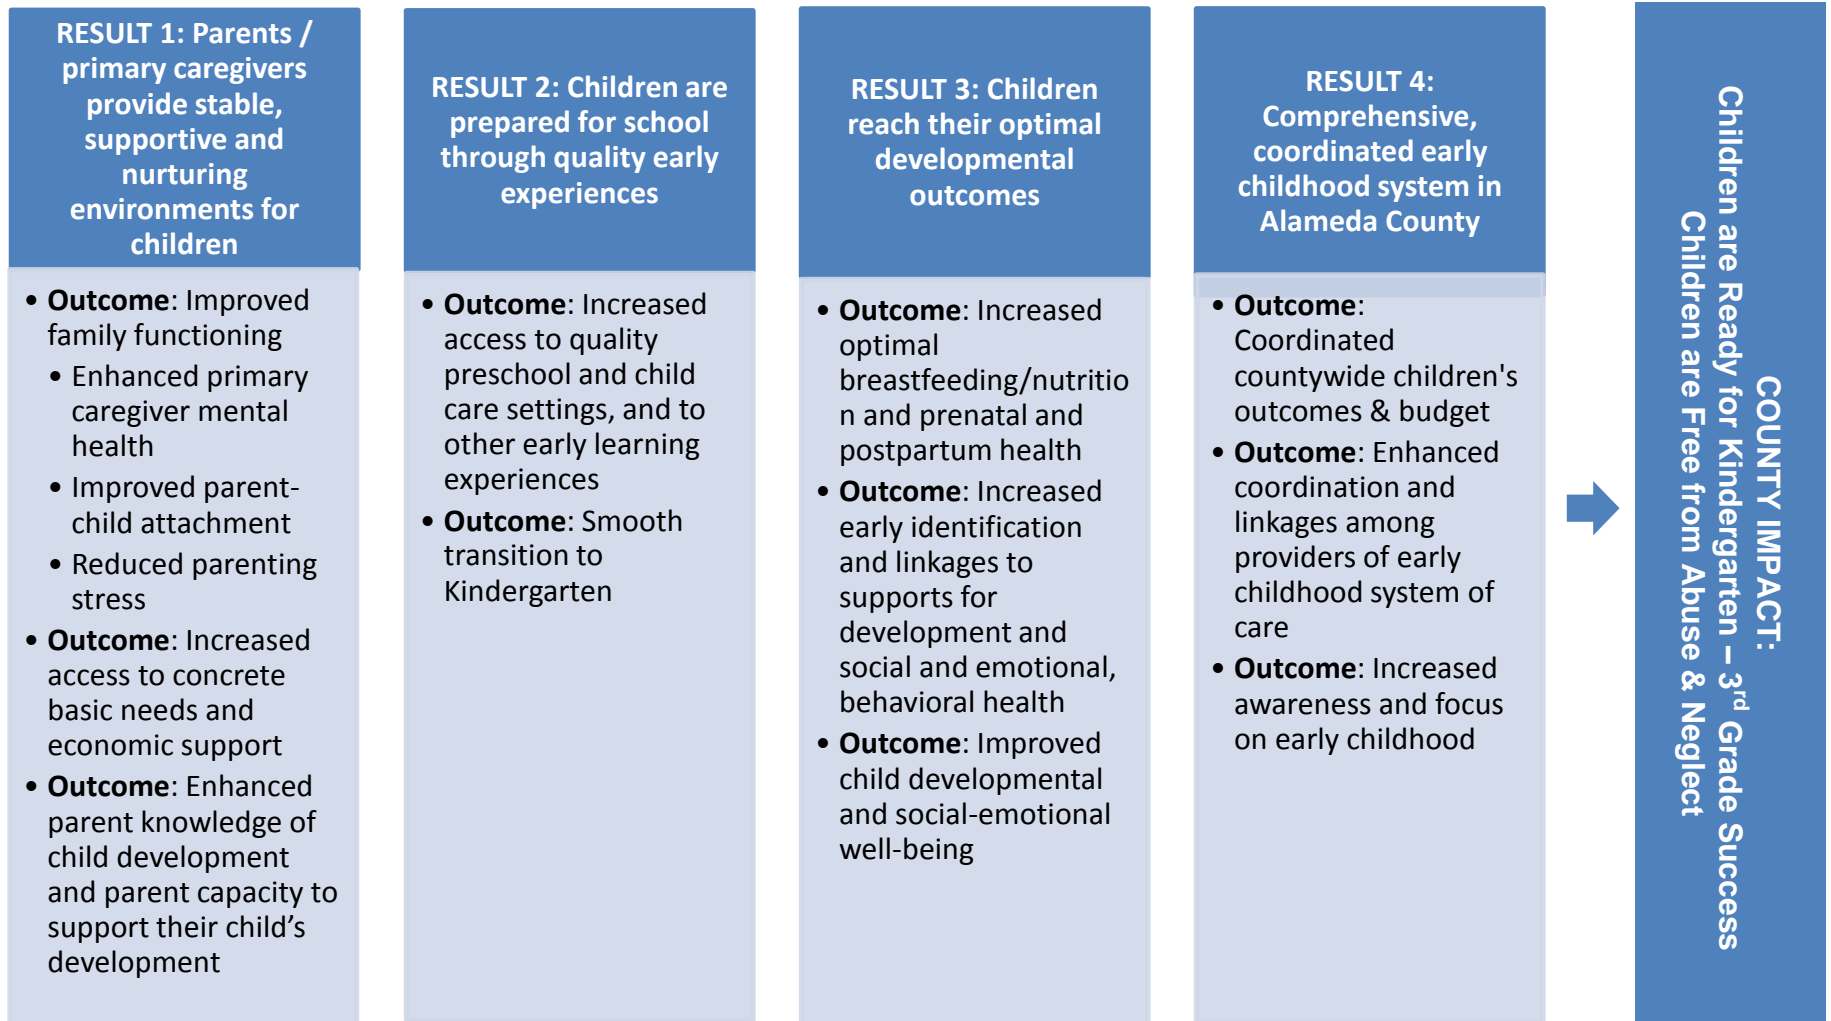 RESULT 1: Parents /
primary caregivers
provide stable,
supportive and
nurturing
environments for
children
• Outcome: Improved
family functioning
• Enhanced primary
caregiver mental
health
• Improved parent-
child attachment
• Reduced parenting
stress
• Outcome: Increased
access to concrete
basic needs and
economic support
• Outcome: Enhanced
parent knowledge of
child development
and parent capacity to
support their child’s
development
RESULT 2: Children are
prepared for school
through quality early
experiences
• Outcome: Increased
access to quality
preschool and child
care settings, and to
other early learning
experiences
• Outcome: Smooth
transition to
Kindergarten
RESULT 3: Children
reach their optimal
developmental
outcomes
• Outcome: Increased
optimal
breastfeeding/nutritio
n and prenatal and
postpartum health
• Outcome: Increased
early identification
and linkages to
supports for
development and
social and emotional,
behavioral health
• Outcome: Improved
child developmental
and social-emotional
well-being
RESULT 4:
Comprehensive,
coordinated early
childhood system in
Alameda County
• Outcome:
Coordinated
countywide children's
outcomes & budget
• Outcome: Enhanced
coordination and
linkages among
providers of early
childhood system of
care
• Outcome: Increased
awareness and focus
on early childhood
COUNTY IMPACT:
Children are Ready for Kindergarten – 3rd Grade Success
Children are Free from Abuse & Neglect